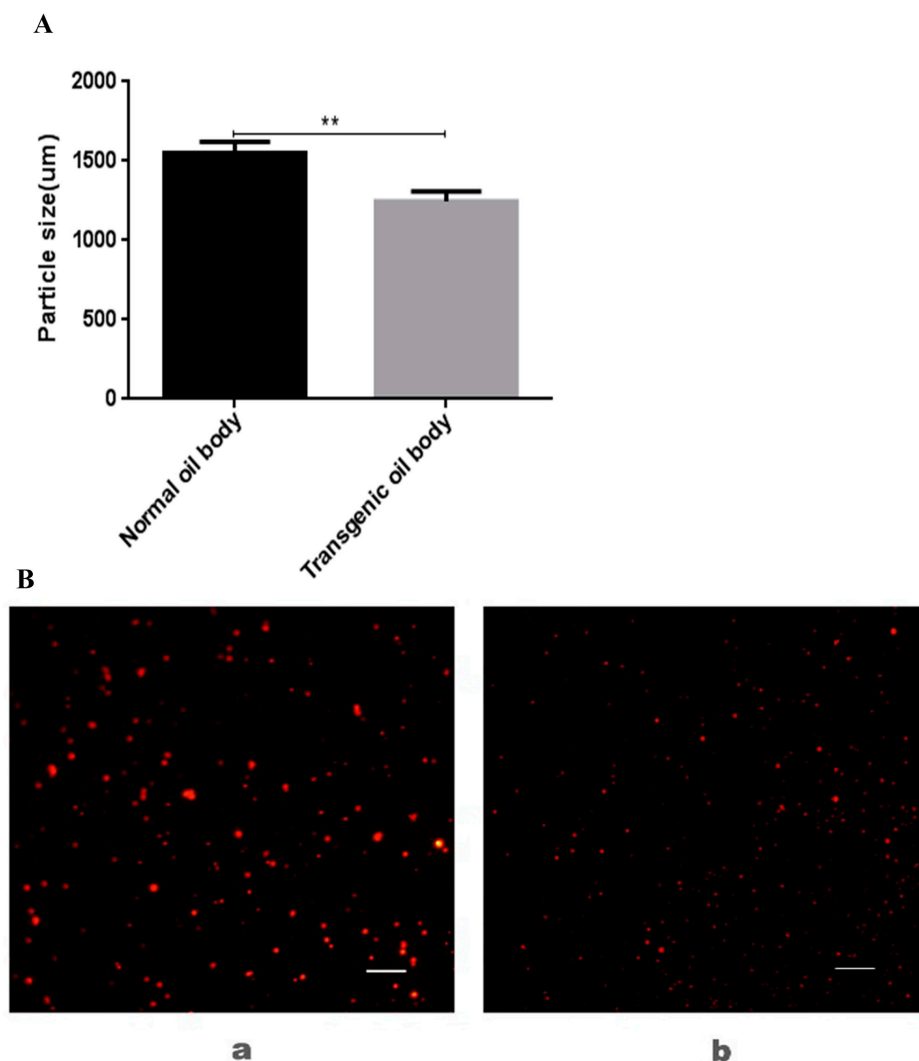 A
2000
1500
1000
500
0
Particle size(um)
**
Normal oil body
Transgenic oil body
B
a
b